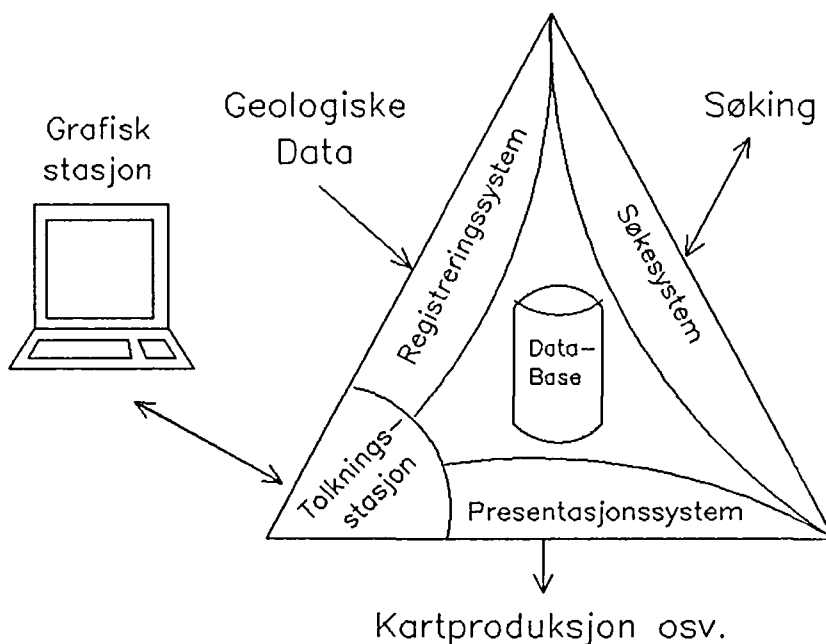 Grafisk
stasjon
Geologiske
Data
Søking
Registreringssystem
Søkesystem
Data-
Base
Tolknings-
stasjon
Presentasjonssystem
Kartproduksjon osv.